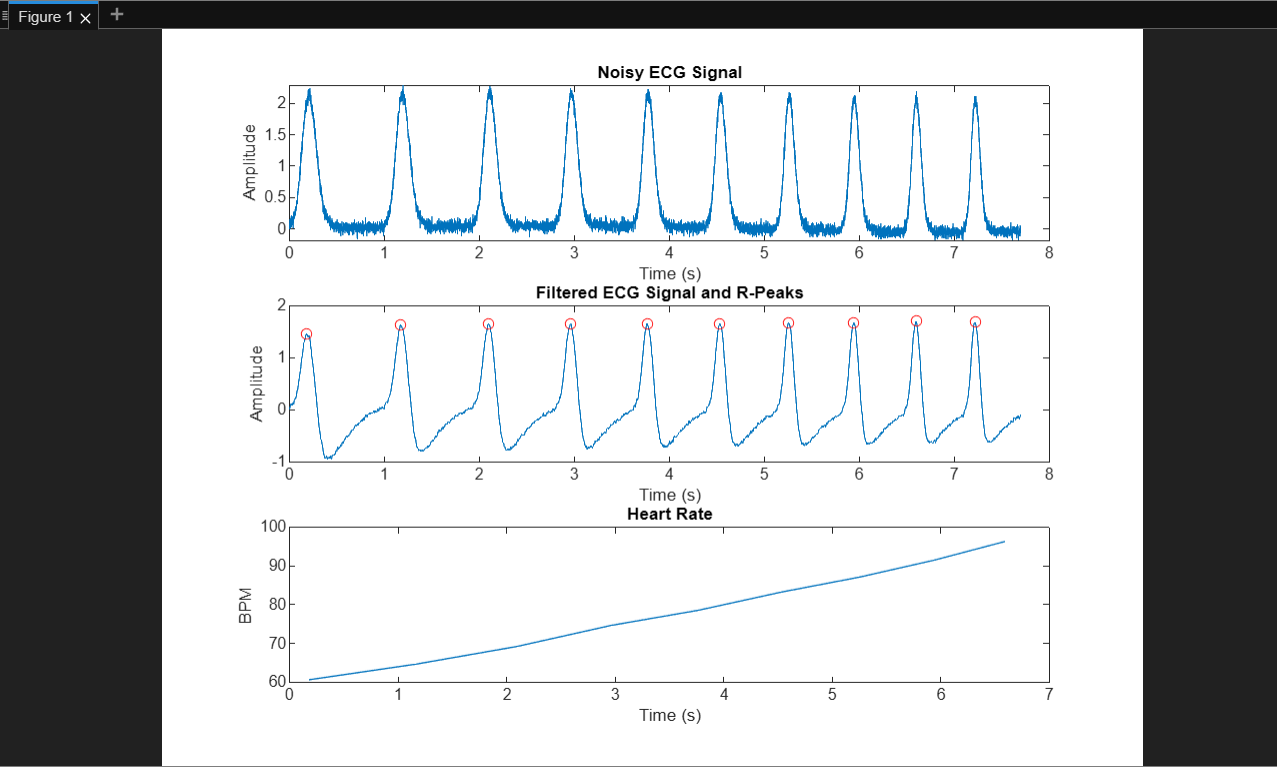 Figure 1 × +
Noisy ECG Signal
Amplitude
2
1.5
1
0.5
0
0 1 2 3 4 5 6 7 8
Time (s)
Filtered ECG Signal and R-Peaks
Amplitude
2
1
0
-1
0 1 2 3 4 5 6 7 8
Time (s)
Heart Rate
BPM
100
90
80
70
60
0 1 2 3 4 5 6 7
Time (s)